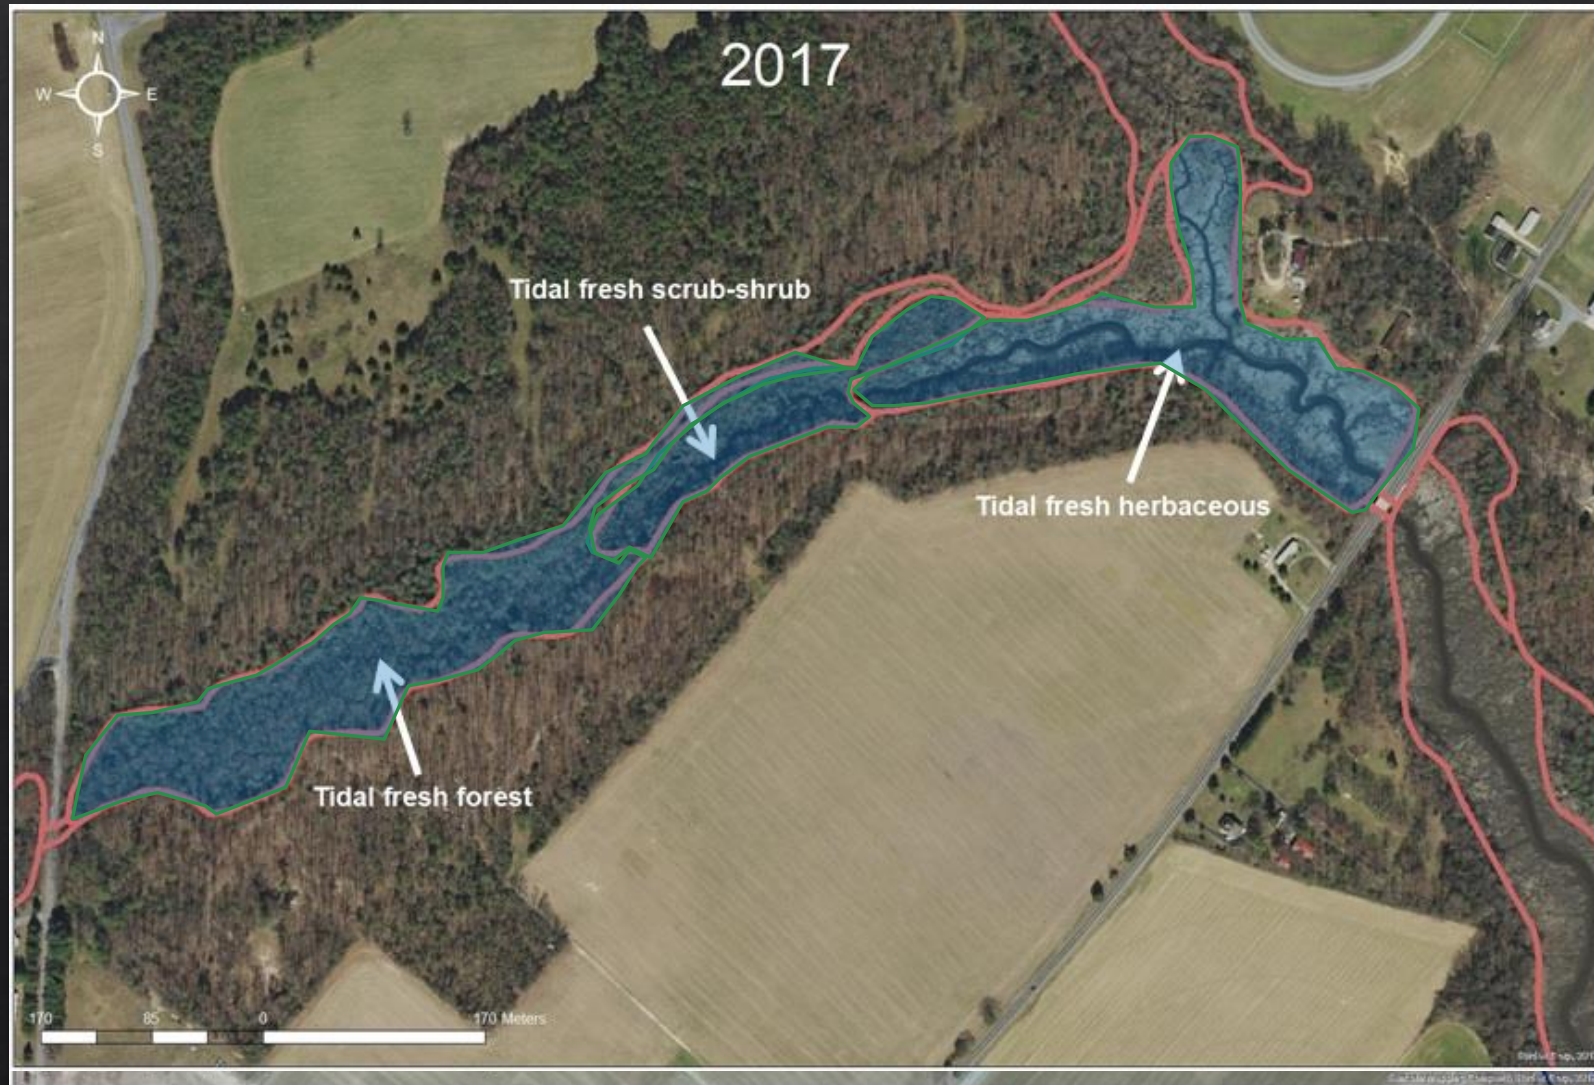 2017
N
W E
S
Tidal fresh scrub-shrub
Tidal fresh herbaceous
Tidal fresh forest
170 85 0 170 Meters